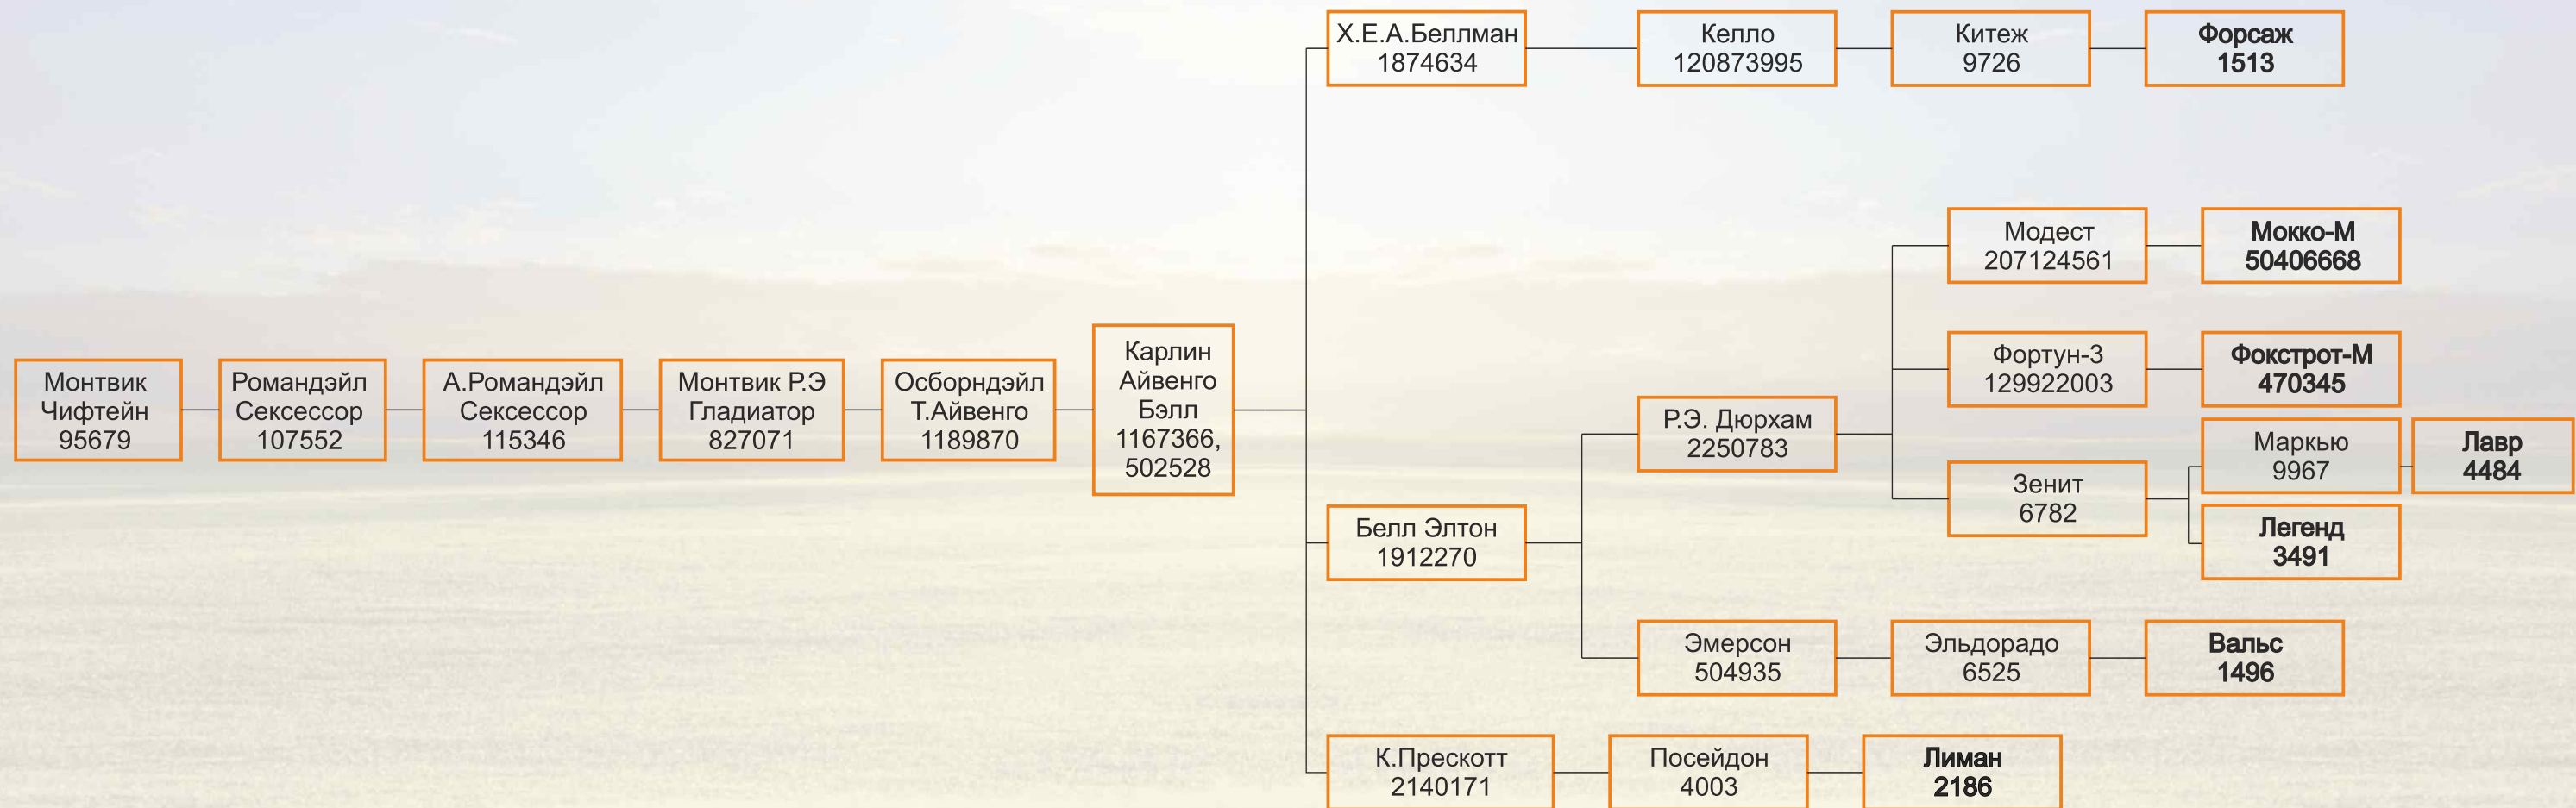 Монтвик
Чифтейн
95679
Романдэйл
Сексессор
107552
А.Романдэйл
Сексессор
115346
Монтвик Р.Э
Гладиатор
827071
Осборндэйл
Т.Айвенго
1189870
Карлин
Айвенго
Бэлл
1167366,
502528
Х.Е.А.Беллман
1874634
Келло
120873995
Китеж
9726
Форсаж
1513
Белл Элтон
1912270
Р.Э. Дюрхам
2250783
Модест
207124561
Мокко-М
50406668
Фортун-3
129922003
Фокстрот-М
470345
Зенит
6782
Маркью
9967
Лавр
4484
Легенд
3491
Эмерсон
504935
Эльдорадо
6525
Вальс
1496
К.Прескотт
2140171
Посейдон
4003
Лиман
2186